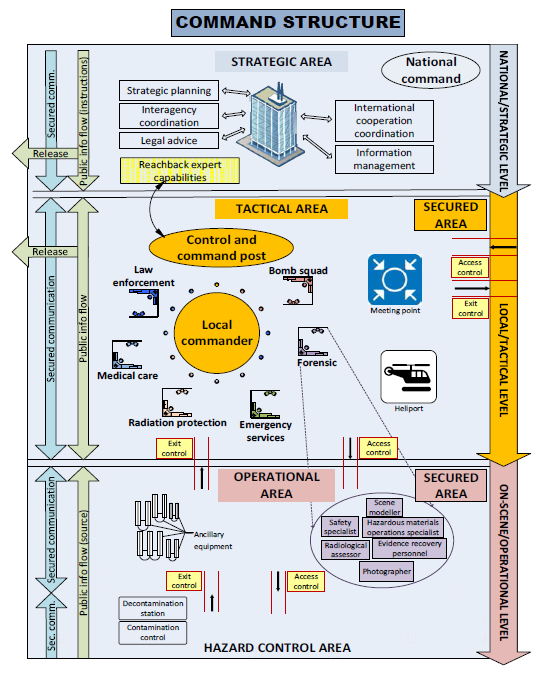 COMMAND STRUCTURE
STRATEGIC AREA
National
command
Strategic planning
Interagency
coordination
Legal advice
Reachback expert
capabilities
International
cooperation
coordination
Information
management
Secured comm.
Public info flow (instructions)
Release
NATIONAL/STRATEGIC LEVEL
TACTICAL AREA
SECURED
AREA
Control and
command post
Release
Access
control
Exit
control
Law
enforcement
Bomb squad
Meeting point
Local
commander
Medical care
Forensic
Heliport
Radiation protection
Emergency
services
Secured communication
Public info flow
LOCAL/TACTICAL LEVEL
Exit
control
Access
control
OPERATIONAL
AREA
SECURED
AREA
Ancillary
equipment
Scene
modeller
Safety
specialist
Hazardous materials
operations specialist
Radiological
assessor
Evidence recovery
personnel
Photographer
Exit
control
Access
control
Decontamination
station
Contamination
control
HAZARD CONTROL AREA
Secured communication
Sec. comm.
Public info flow (source)
ON-SCENE/OPERATIONAL LEVEL